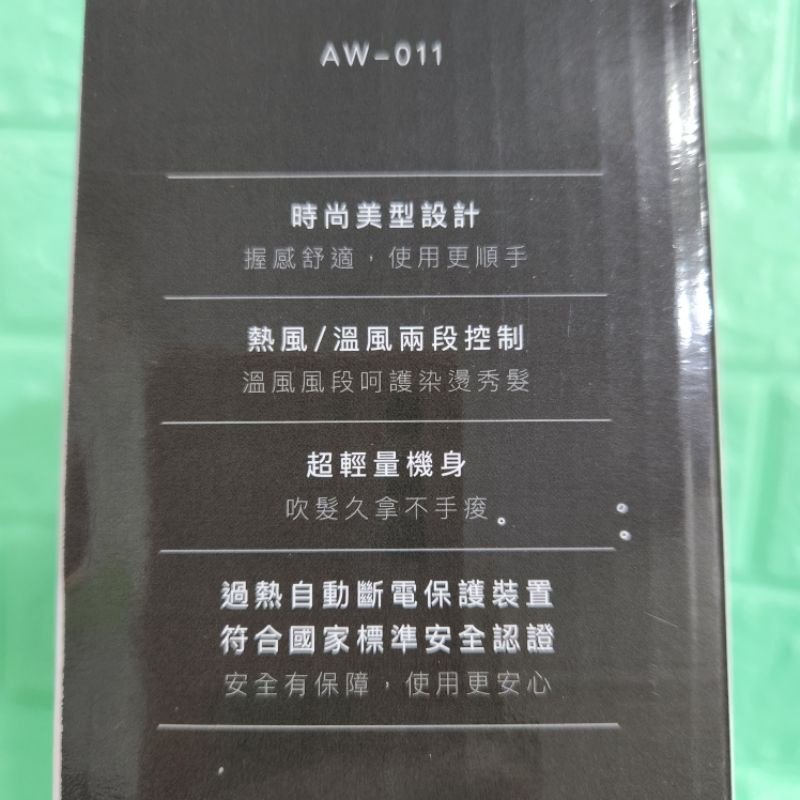 AW-011
時尚美型設計
握感舒適，使用更順手
熱風/溫風兩段控制
溫風風段呵護染燙秀髮
超輕量機身
吹髮久拿不手痠
過熱自動斷電保護裝置
符合國家標準安全認證
安全有保障，使用更安心